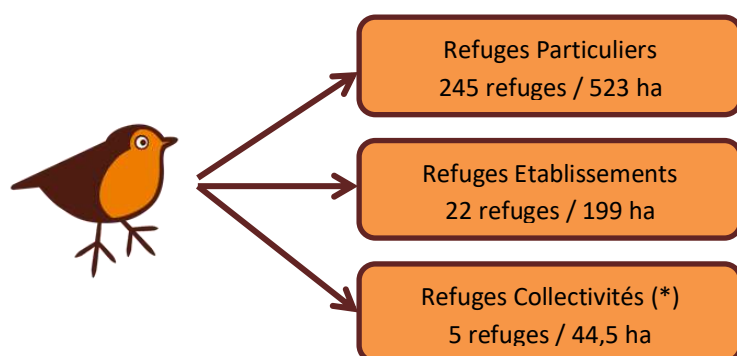 Refuges Particuliers
245 refuges / 523 ha
Refuges Etablissements
22 refuges / 199 ha
Refuges Collectivités (*)
5 refuges / 44,5 ha